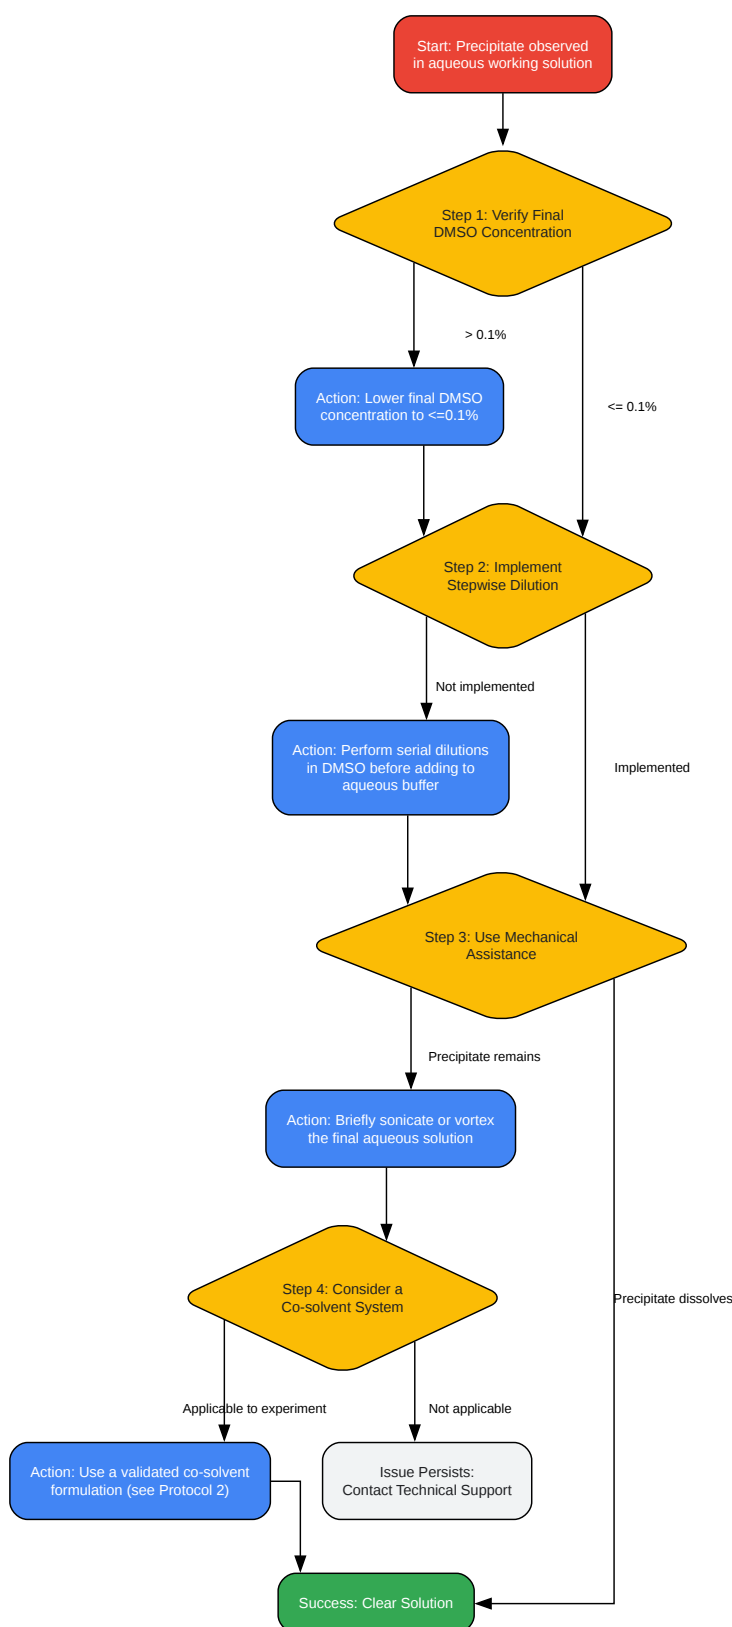 Start: Precipitate observed
in aqueous working solution
Step 1: Verify Final
DMSO Concentration
> 0.1%
Action: Lower final DMSO
concentration to <=0.1%
<= 0.1%
Step 2: Implement
Stepwise Dilution
Not implemented
Action: Perform serial dilutions
in DMSO before adding to
aqueous buffer
Implemented
Step 3: Use Mechanical
Assistance
Precipitate remains
Action: Briefly sonicate or vortex
the final aqueous solution
Step 4: Consider a
Co-solvent System
Precipitate dissolves
Applicable to experiment
Not applicable
Action: Use a validated co-solvent
formulation (see Protocol 2)
Issue Persists:
Contact Technical Support
Success: Clear Solution